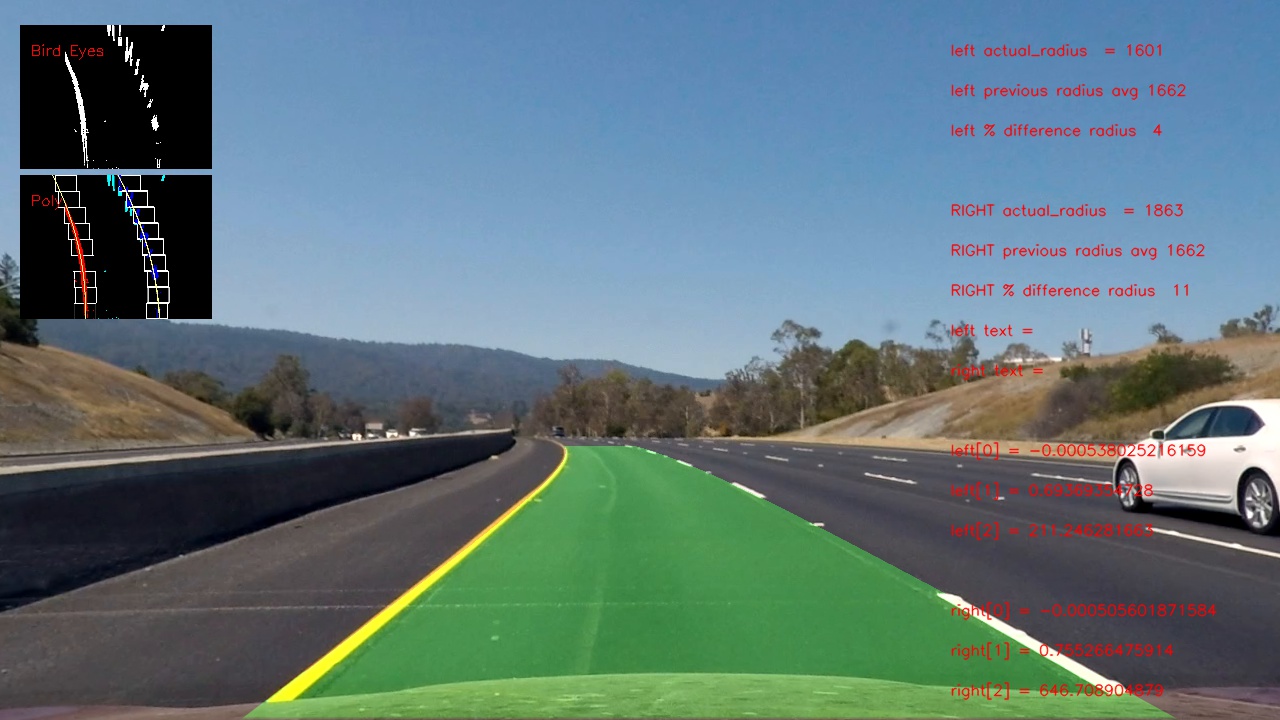 Bird Eyes
Poly
left actual_radius = 1601
left previous radius avg 1662
left % difference radius 4
RIGHT actual_radius = 1863
RIGHT previous radius avg 1662
RIGHT % difference radius 11
left text =
right text =
left[0] = -0.000538025216159
left[1] = 0.69369354728
left[2] = 211.246281663
right[0] = -0.000505601871584
right[1] = 0.755266475914
right[2] = 646.708904879